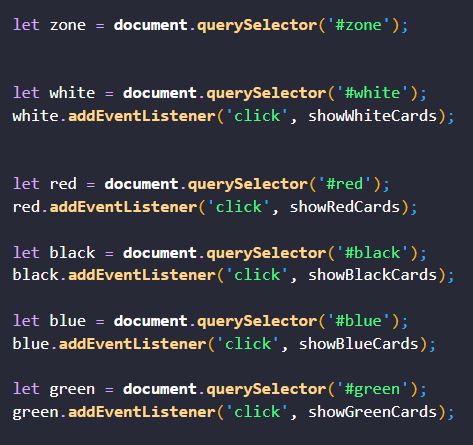 let zone = document.querySelector('#zone');
let white = document.querySelector('#white');
white.addEventListener('click', showWhiteCards);
let red = document.querySelector('#red');
red.addEventListener('click', showRedCards);
let black = document.querySelector('#black');
black.addEventListener('click', showBlackCards);
let blue = document.querySelector('#blue');
blue.addEventListener('click', showBlueCards);
let green = document.querySelector('#green');
green.addEventListener('click', showGreenCards);